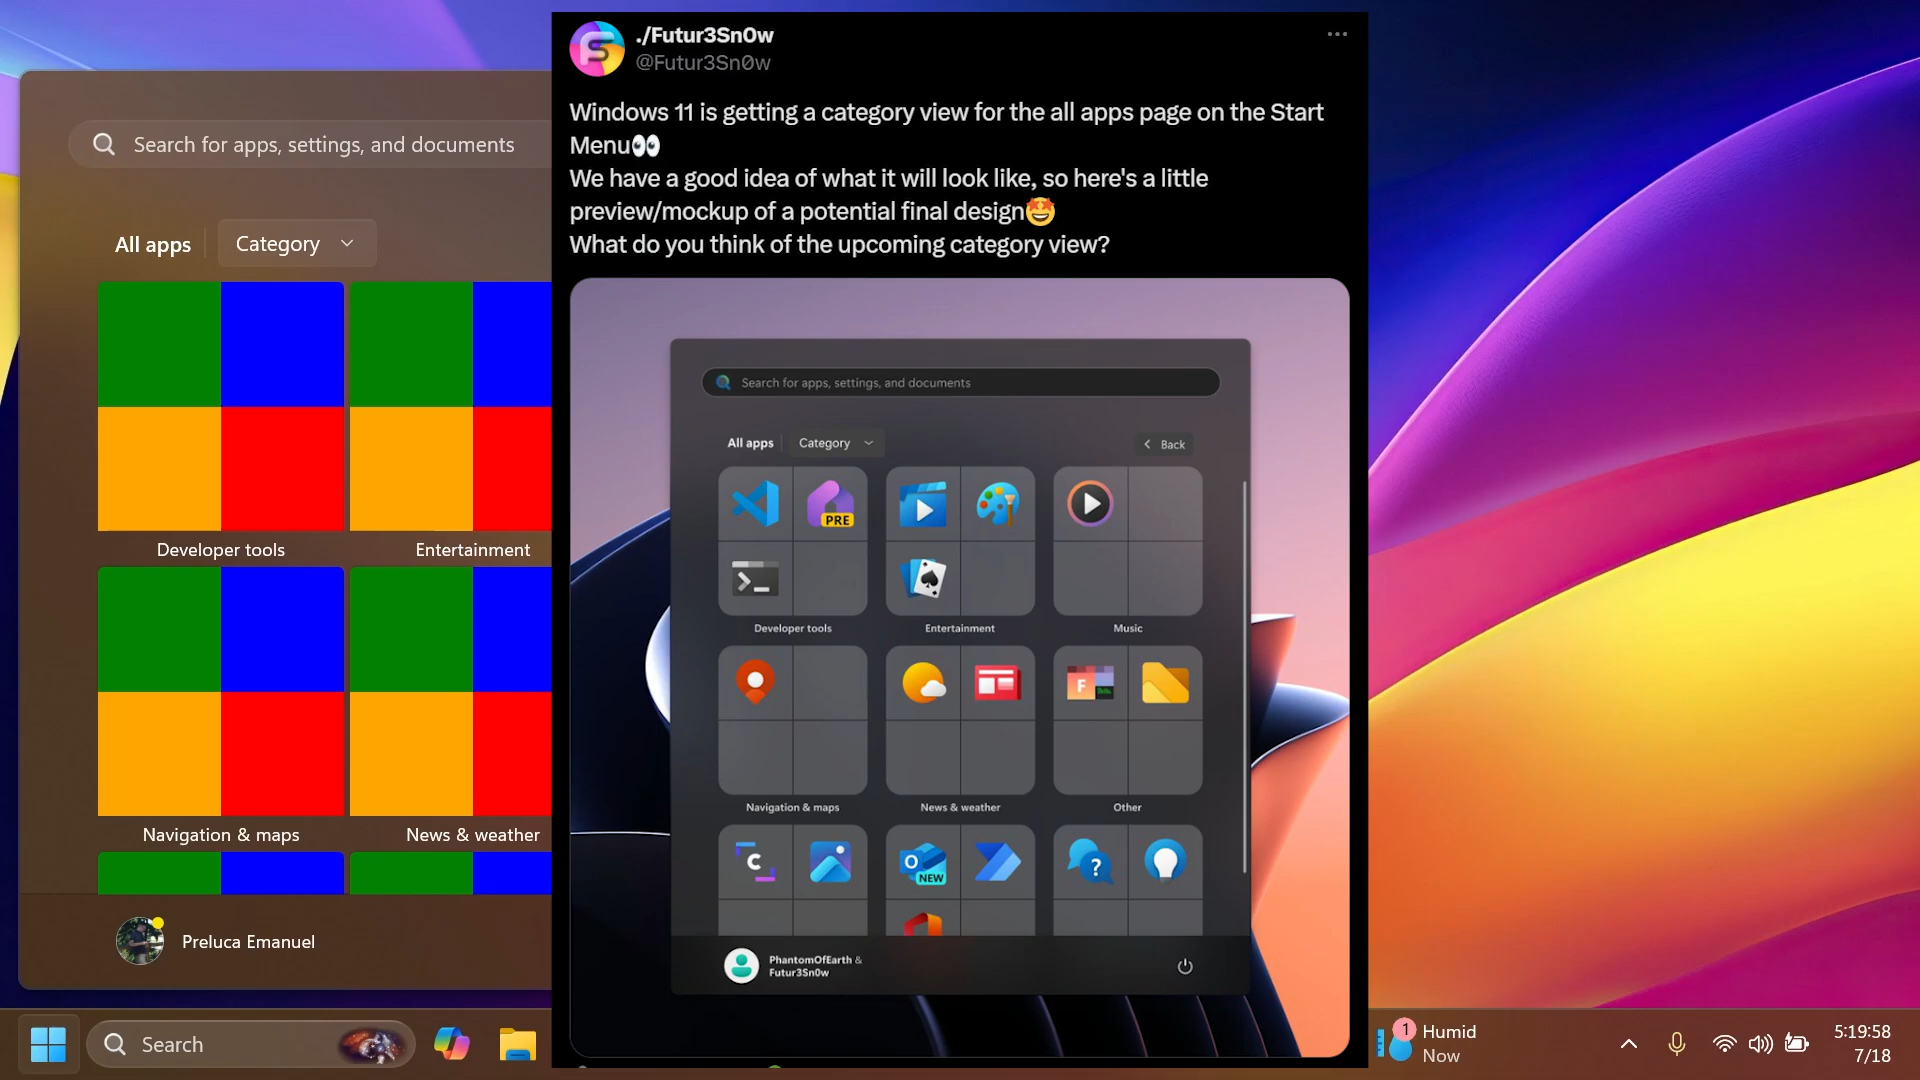 Search for apps, settings, and documents
All apps
Category
Developer tools
Entertainment
Navigation & maps
News & weather
Preluca Emanuel
./Futur3Sn0w
@Futur3Sn0w
Windows 11 is getting a category view for the all apps page on the Start
Menu👀
We have a good idea of what it will look like, so here's a little
preview/mockup of a potential final design🤩
What do you think of the upcoming category view?
Search for apps, settings, and documents
All apps
Category
Back
PRE
Developer tools
Entertainment
Music
Navigation & maps
News & weather
F
Other
C
O
NEW
?
PhantomOfEarth &
Futur3Sn0w
Search
1
Humid
Now
5:19:58
7/18